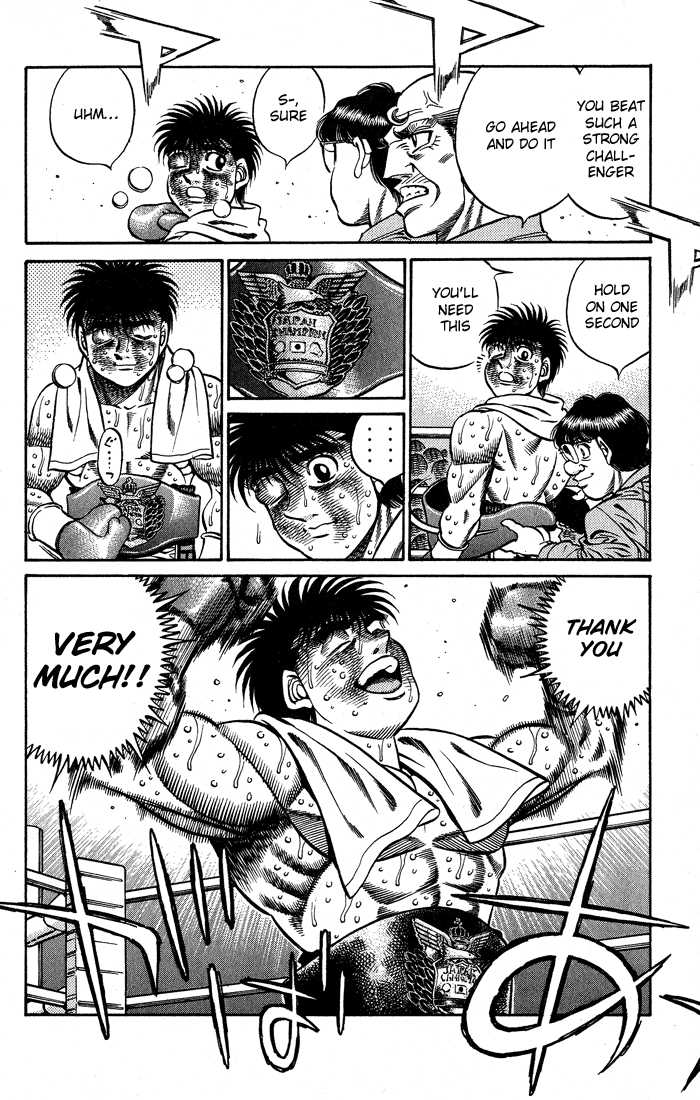 YOU BEAT
SUCH A
STRONG
CHALL-
ENGER
GO AHEAD
AND DO IT
S-,
SURE
UHM...
HOLD
ON ONE
SECOND
YOU'LL
NEED
THIS
JAPAN
CHAMPION
......
THANK
YOU
VERY
MUCH!!
JAPAN